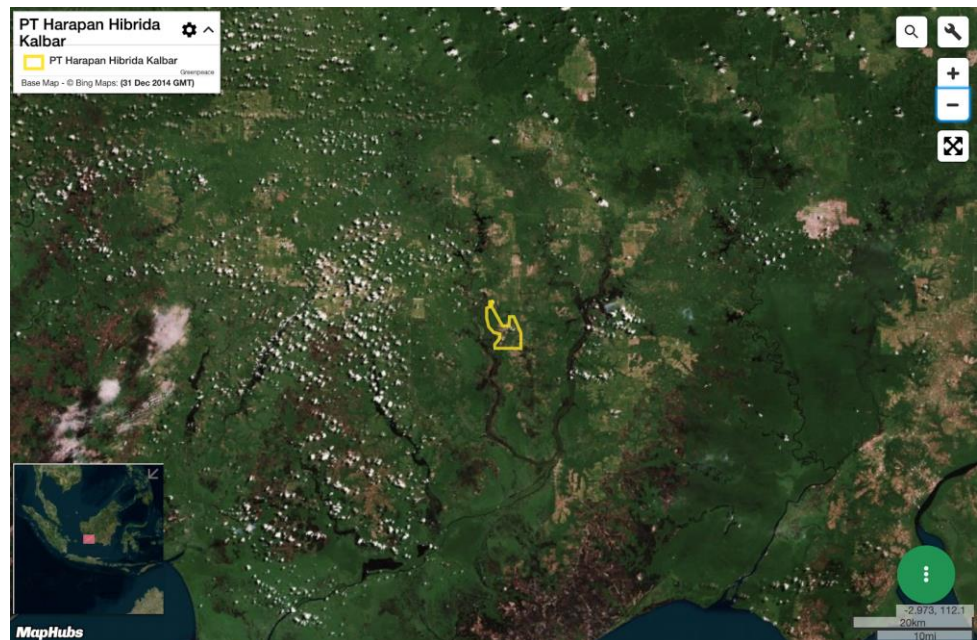 PT Harapan Hibrida
Kalbar
PT Harapan Hibrida Kalbar
Greenpeace
Base Map - © Bing Maps: (31 Dec 2014 GMT)
+
−
MapHubs
-2.973, 112.1
20km
10mi